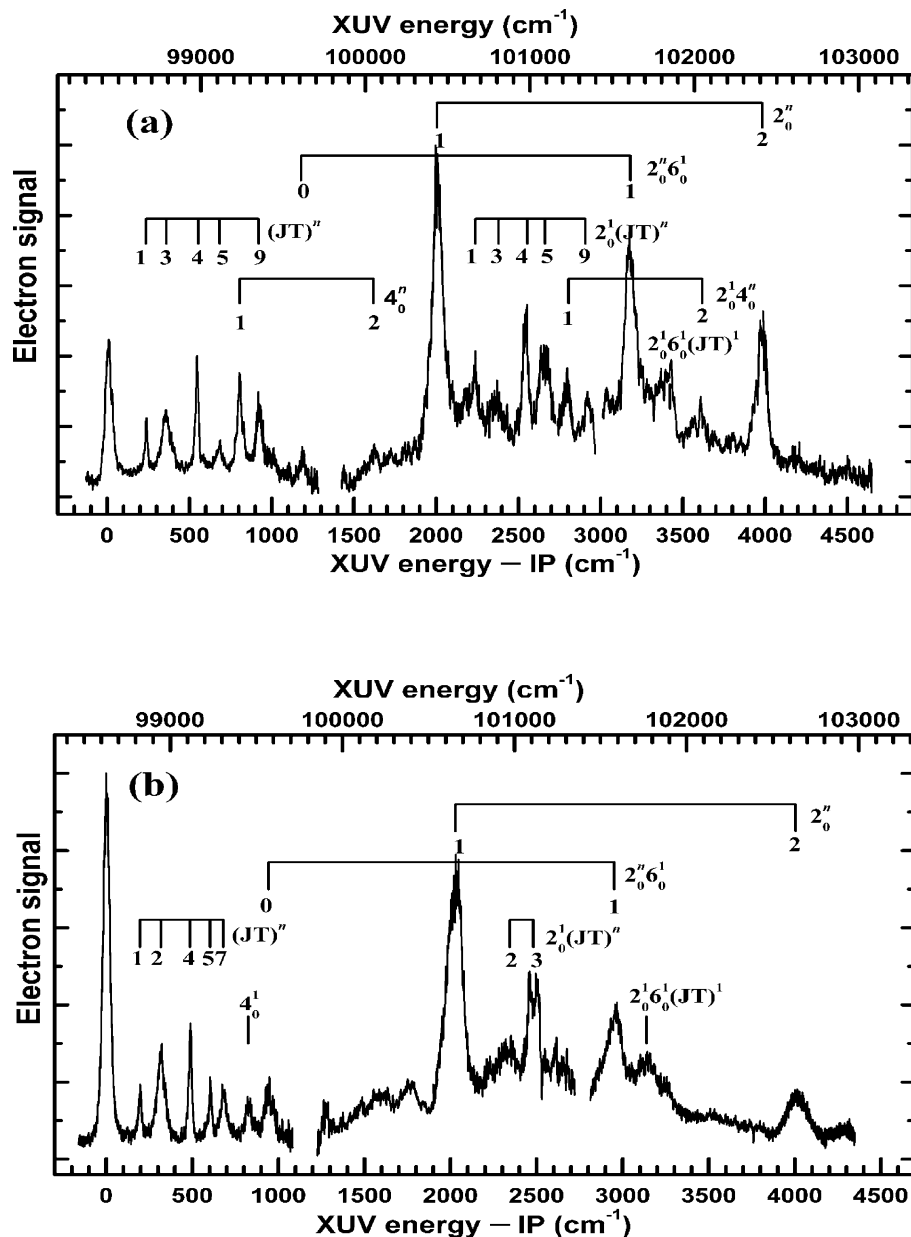 XUV energy (cm⁻¹)
99000 100000 101000 102000 103000
(a)
2₀ⁿ
1 2
2₀ⁿ6₀¹
0 1
(JT)ⁿ 2₀¹(JT)ⁿ
1 3 4 5 9 1 3 4 5 9
4₀ⁿ 2₀¹4₀ⁿ
1 2 1 2
2₀¹6₀¹(JT)¹
Electron signal
0 500 1000 1500 2000 2500 3000 3500 4000 4500
XUV energy – IP (cm⁻¹)
XUV energy (cm⁻¹)
99000 100000 101000 102000 103000
(b)
2₀ⁿ
1 2
2₀ⁿ6₀¹
0 1
(JT)ⁿ 2₀¹(JT)ⁿ
1 2 4 5 7 2 3
4₀¹ 2₀¹6₀¹(JT)¹
Electron signal
0 500 1000 1500 2000 2500 3000 3500 4000 4500
XUV energy – IP (cm⁻¹)